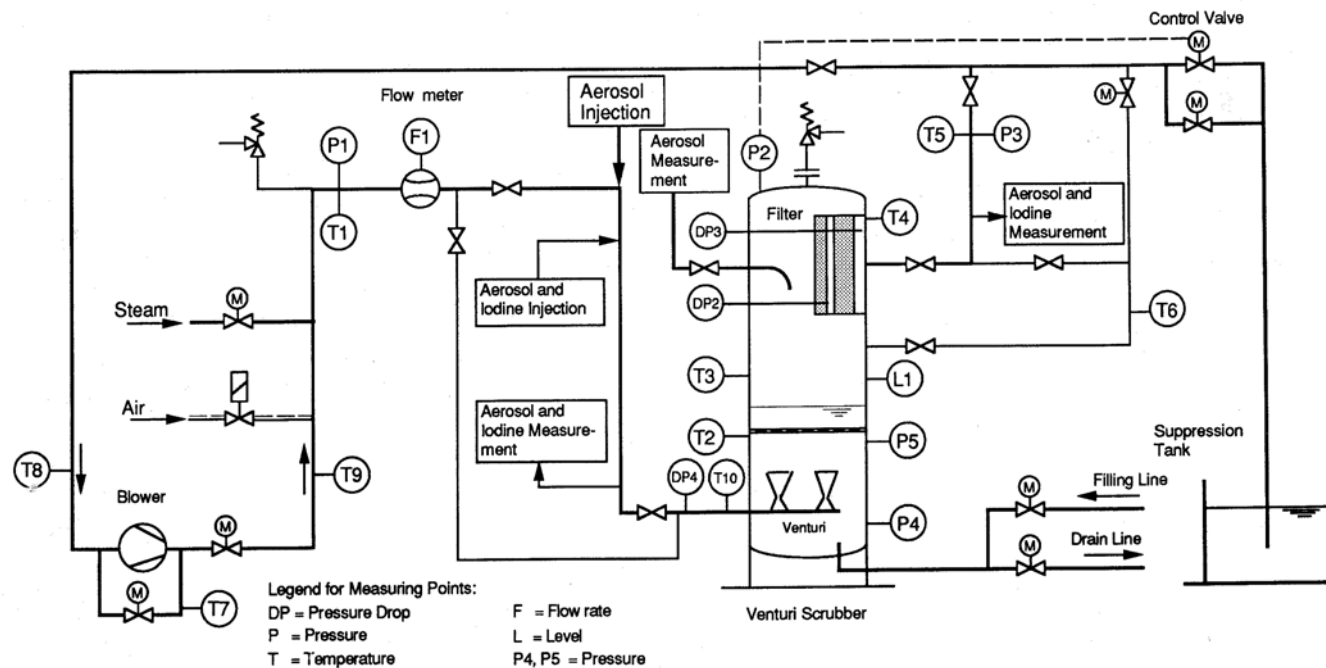 Control Valve
M
Flow meter
Aerosol
Injection
M
M
P1
F1
Aerosol
Measure-
ment
P2
T5
P3
T1
Filter
T4
DP3
Aerosol and
Iodine
Measurement
Aerosol and
Iodine Injection
DP2
M
Steam
T6
T3
L1
Air
Aerosol and
Iodine Measure-
ment
T2
P5
Suppression
Tank
T8
T9
DP4
T10
M
Filling Line
Blower
M
Venturi
P4
M
Drain Line
M
T7
Legend for Measuring Points:
DP = Pressure Drop
F = Flow rate
Venturi Scrubber
P = Pressure
L = Level
T = Temperature
P4, P5 = Pressure